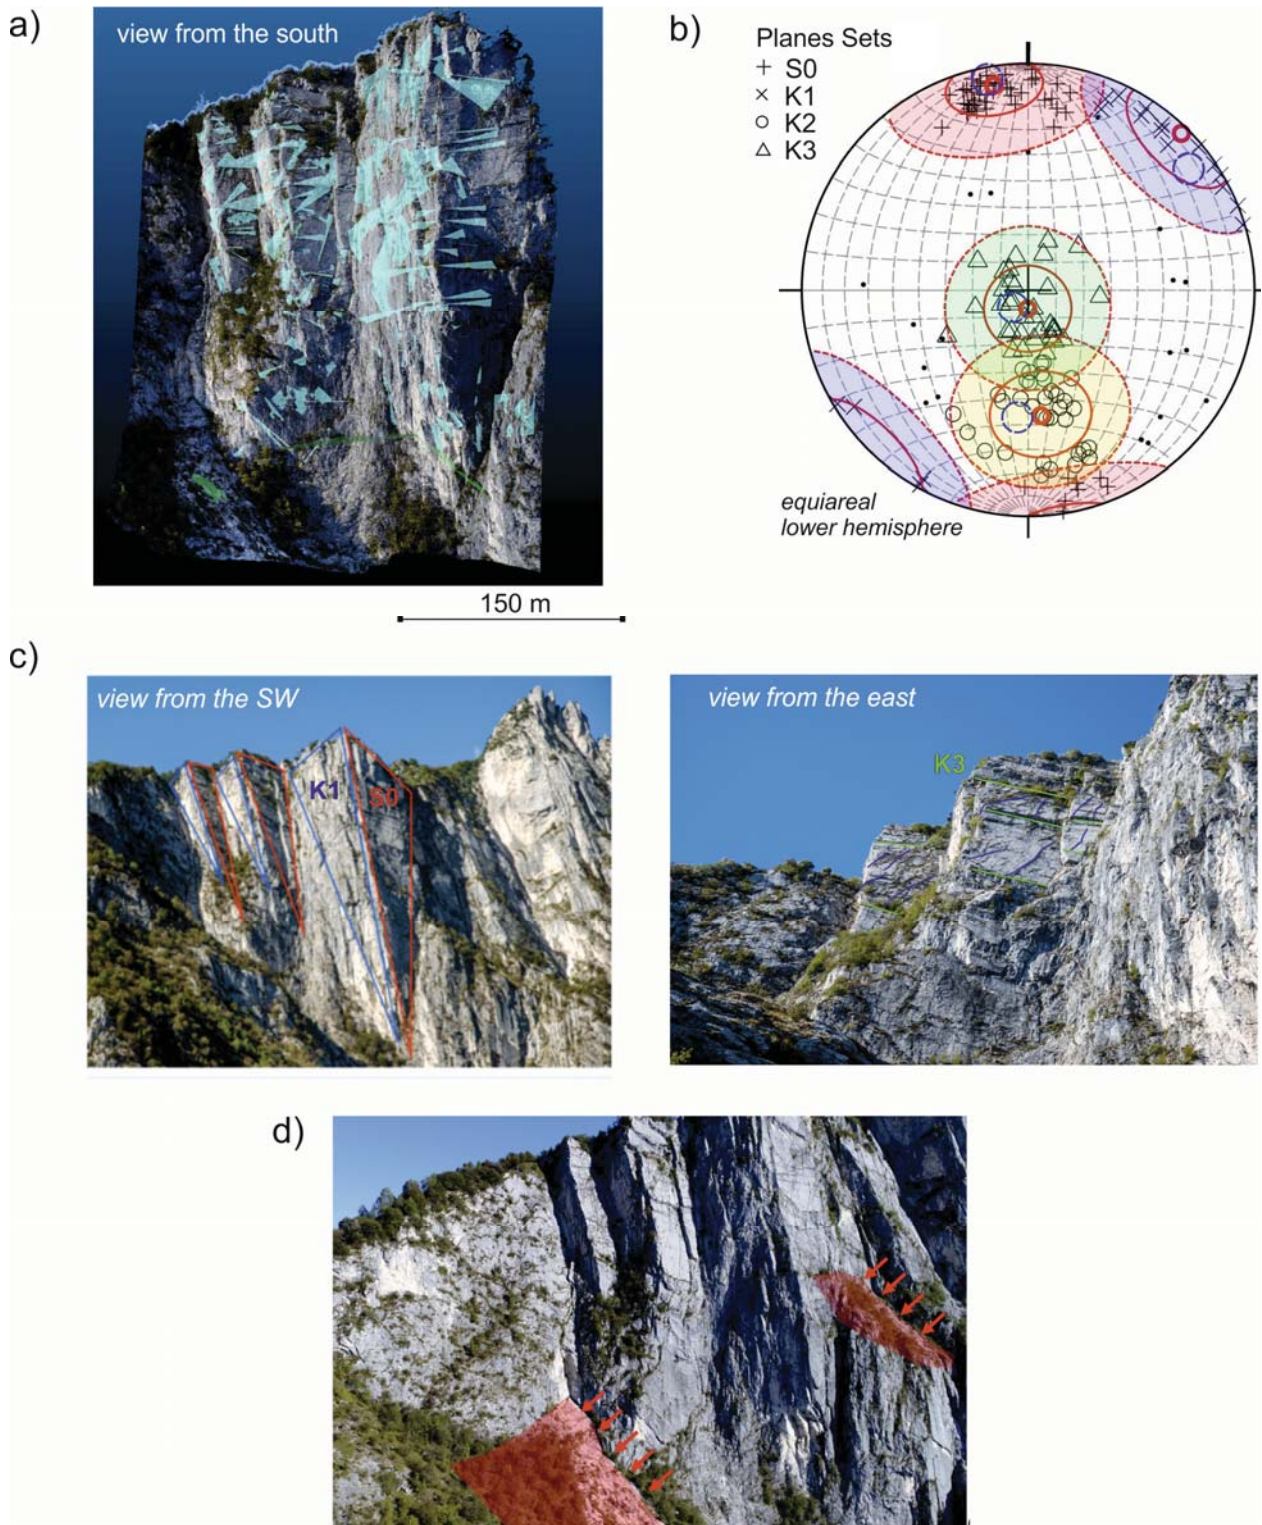 a)
view from the south
150 m
b)
Planes Sets
+ S0
× K1
○ K2
△ K3
equiareal
lower hemisphere
c)
view from the SW
K1
S0
view from the east
K3
d)